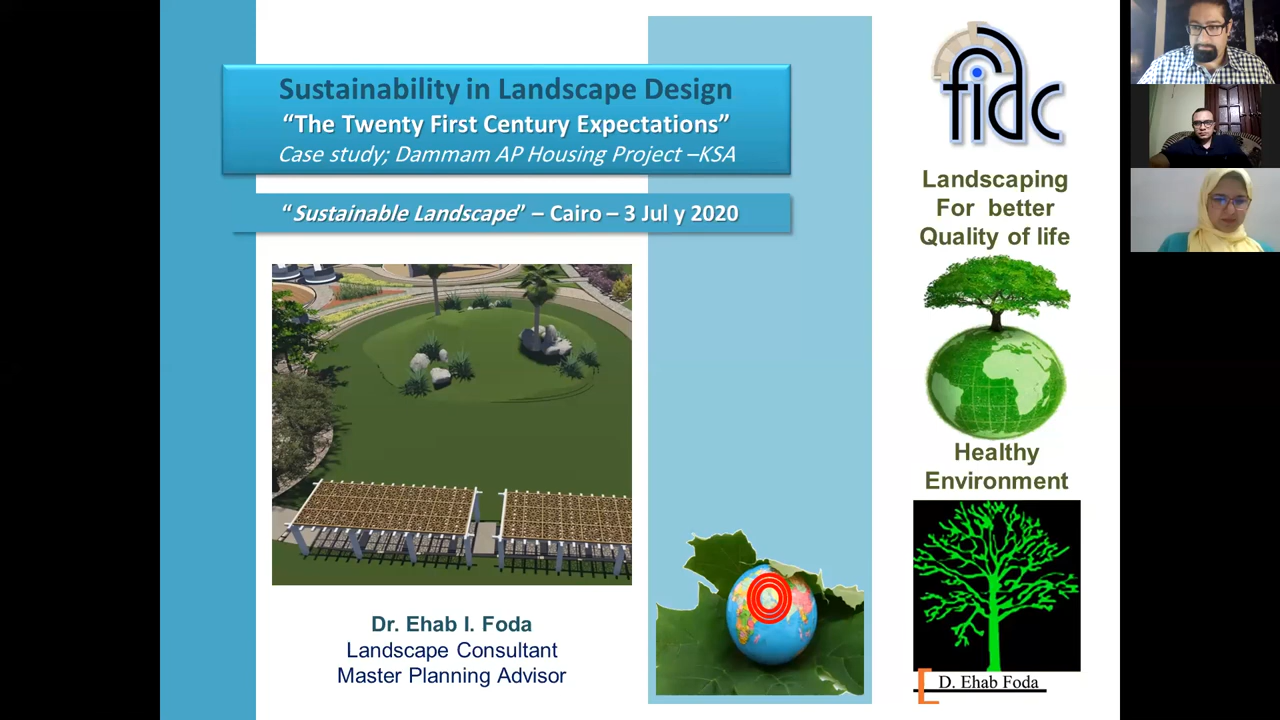 Sustainability in Landscape Design
“The Twenty First Century Expectations”
Case study; Dammam AP Housing Project –KSA
“Sustainable Landscape” – Cairo – 3 Jul y 2020
Dr. Ehab I. Foda
Landscape Consultant
Master Planning Advisor
fidc
Landscaping
For better
Quality of life
Healthy
Environment
D. Ehab Foda